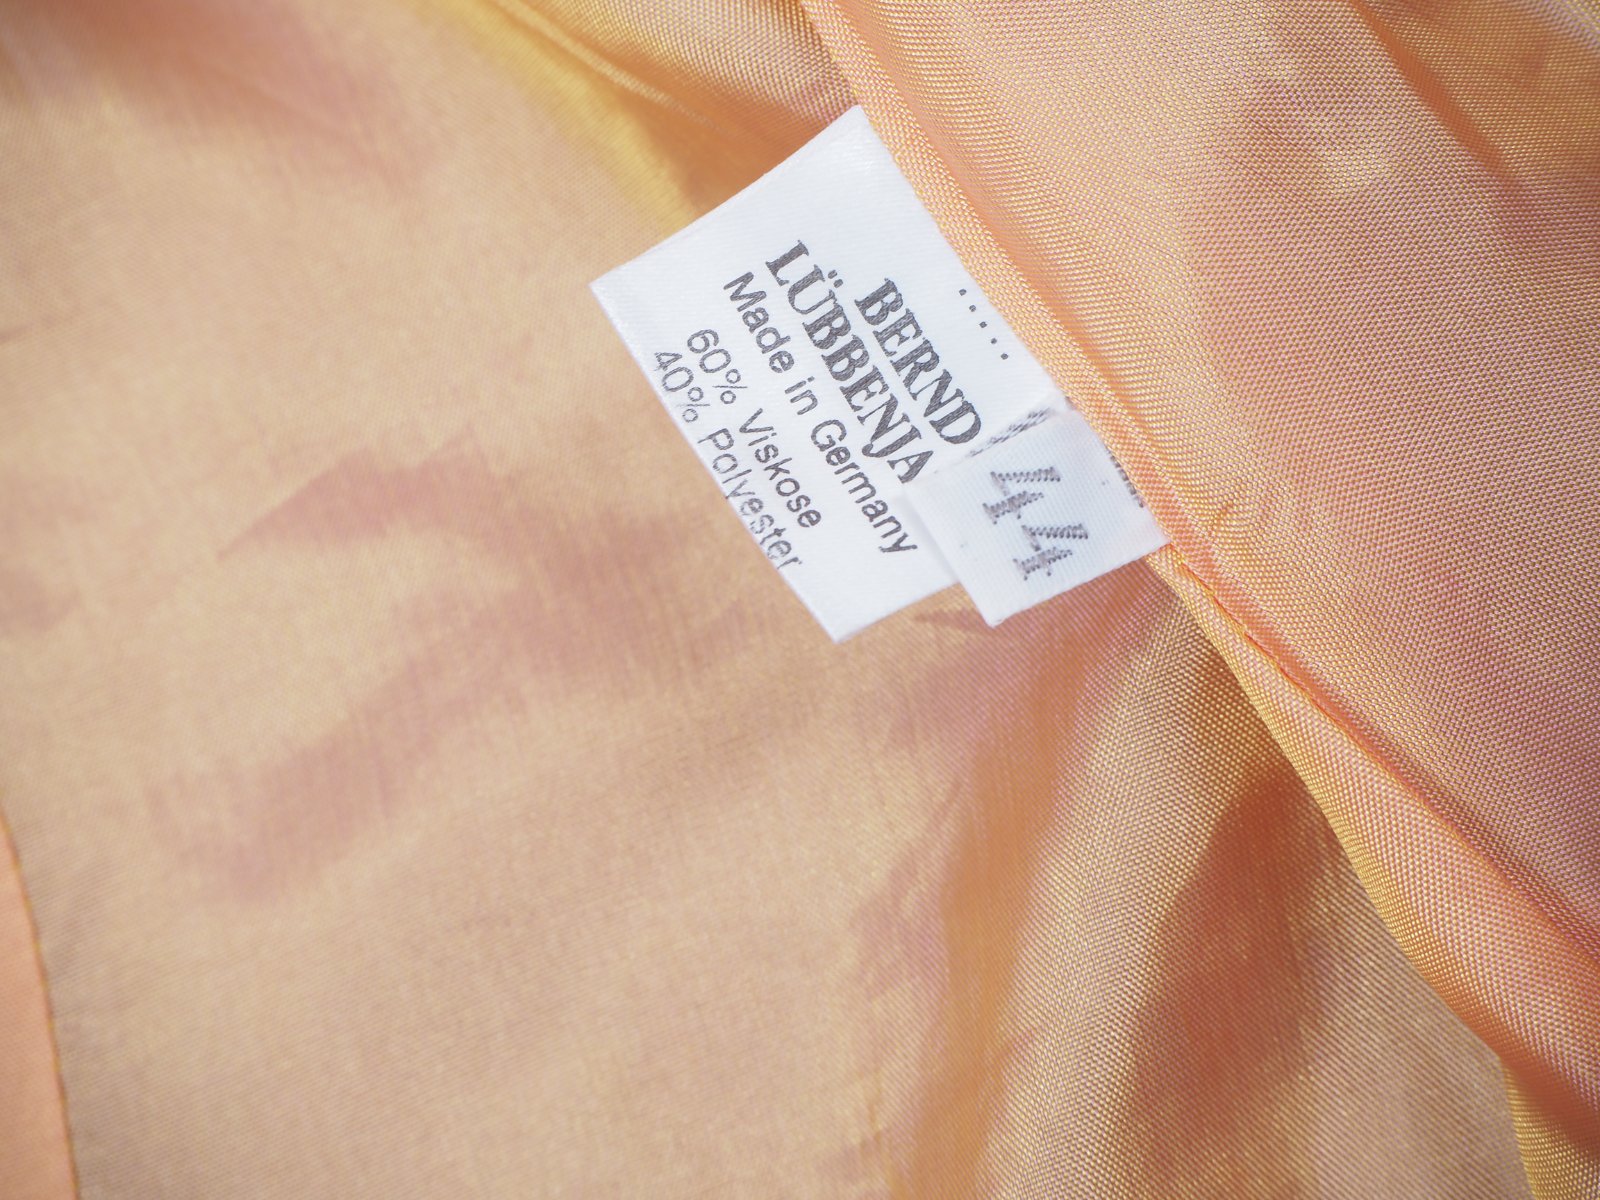 BERND
LÜBBENJA
Made in Germany
60% Viskose
40% Polyester
44